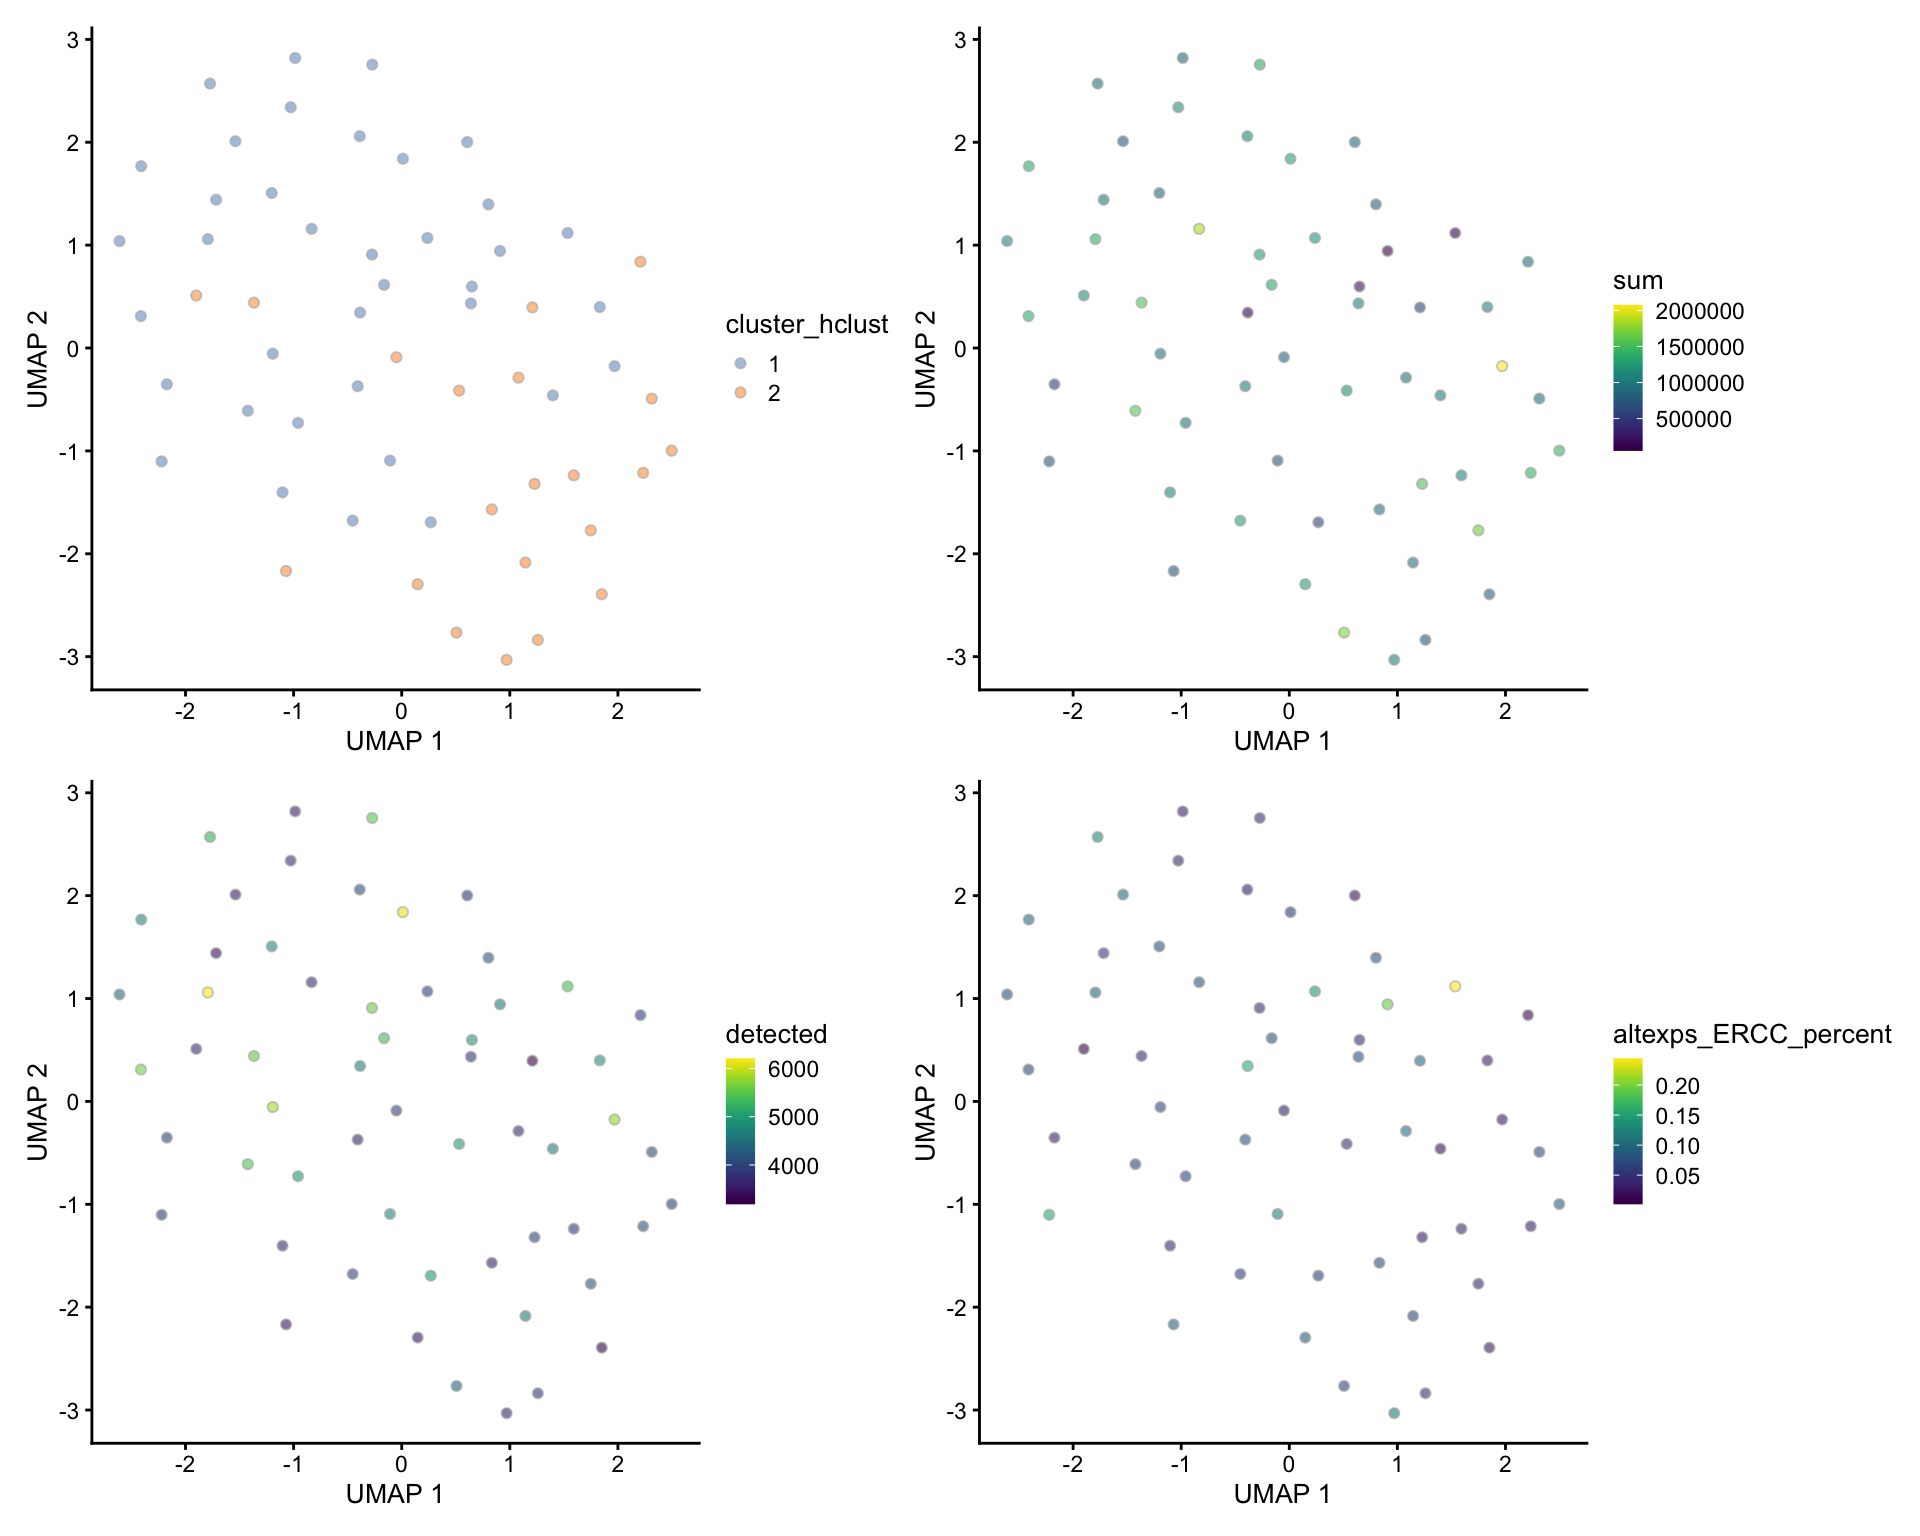 3
2
1
0
-1
-2
-3
UMAP 2
-2 -1 0 1 2
UMAP 1
cluster_hclust
1
2
3
2
1
0
-1
-2
-3
UMAP 2
-2 -1 0 1 2
UMAP 1
sum
2000000
1500000
1000000
500000
3
2
1
0
-1
-2
-3
UMAP 2
-2 -1 0 1 2
UMAP 1
detected
6000
5000
4000
3
2
1
0
-1
-2
-3
UMAP 2
-2 -1 0 1 2
UMAP 1
altexps_ERCC_percent
0.20
0.15
0.10
0.05